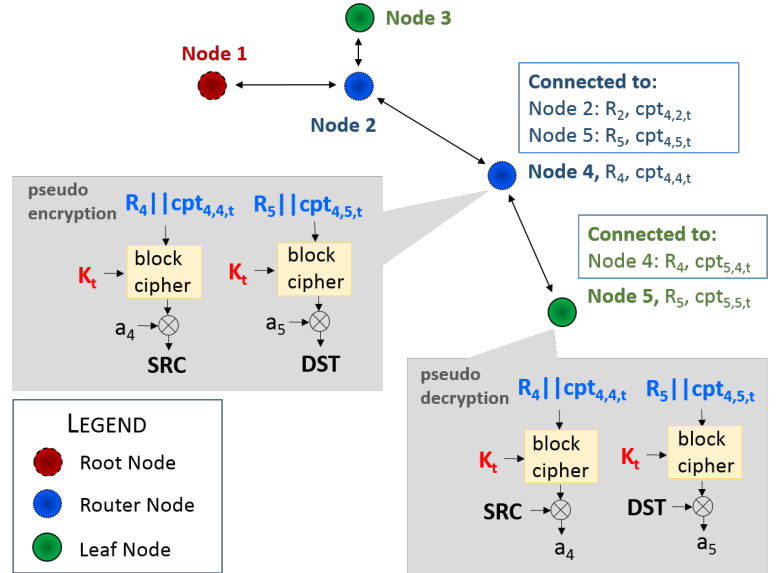 Node 3
Node 1
Node 2
Connected to:
Node 2: R₂, cpt₄,₂,ₜ
Node 5: R₅, cpt₄,₅,ₜ
Node 4, R₄, cpt₄,₄,ₜ
pseudo
encryption
R₄||cpt₄,₄,ₜ R₅||cpt₄,₅,ₜ
block
cipher
Kₜ
a₄
SRC
block
cipher
Kₜ
a₅
DST
Connected to:
Node 4: R₄, cpt₅,₄,ₜ
Node 5, R₅, cpt₅,₅,ₜ
pseudo
decryption
R₄||cpt₄,₄,ₜ R₅||cpt₄,₅,ₜ
block
cipher
Kₜ
SRC
a₄
block
cipher
Kₜ
DST
a₅
LEGEND
Root Node
Router Node
Leaf Node